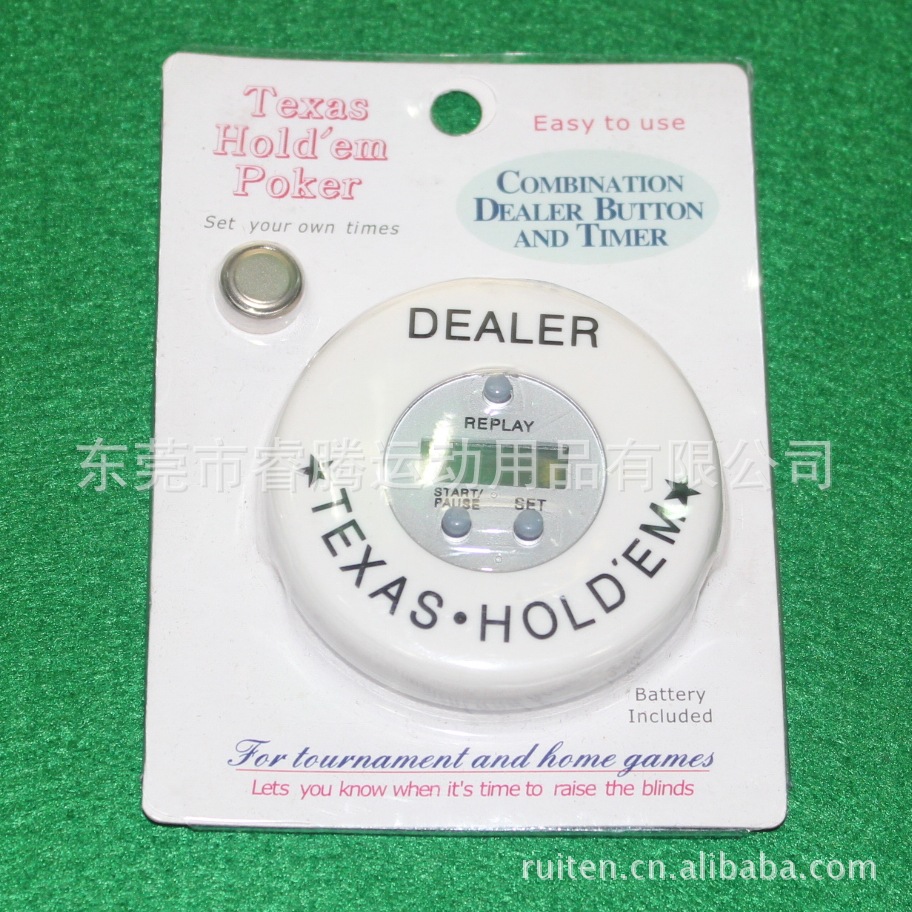 Texas
Hold'em
Poker
Set your own times
Easy to use
COMBINATION
DEALER BUTTON
AND TIMER
DEALER
REPLAY
东莞市睿腾运动用品有限公司
START/
PAUSE
SET
★TEXAS•HOLD'EM★
Battery
Included
For tournament and home games
Lets you know when it's time to raise the blinds
ruiten.cn.alibaba.com